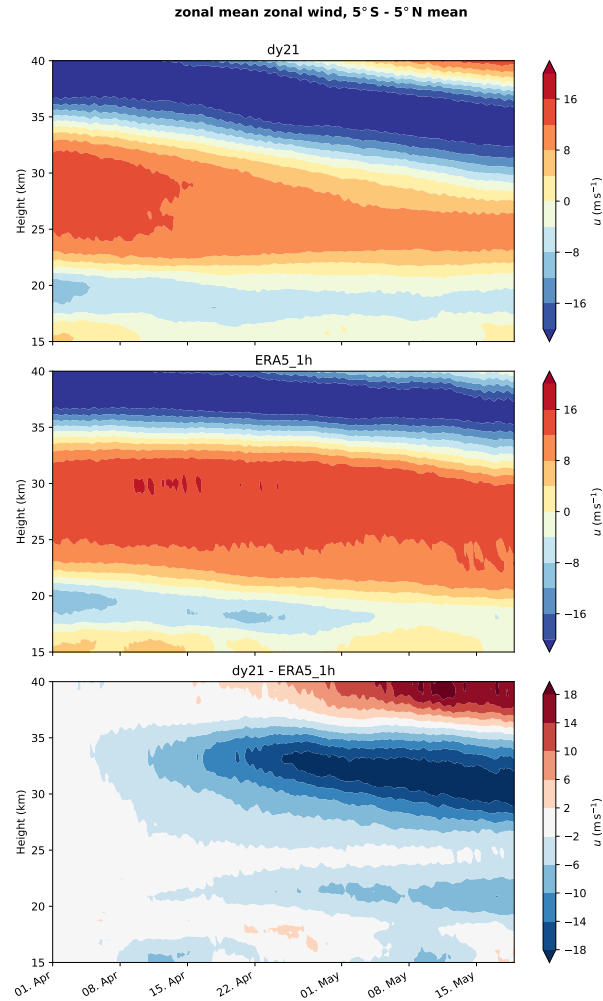 zonal mean zonal wind, 5°S - 5°N mean
dy21
40
35
30
25
20
15
Height (km)
16
8
0
−8
−16
u (m s⁻¹)
ERA5_1h
40
35
30
25
20
15
Height (km)
16
8
0
−8
−16
u (m s⁻¹)
dy21 - ERA5_1h
40
35
30
25
20
15
Height (km)
01. Apr
08. Apr
15. Apr
22. Apr
01. May
08. May
15. May
18
14
10
6
2
−2
−6
−10
−14
−18
u (m s⁻¹)